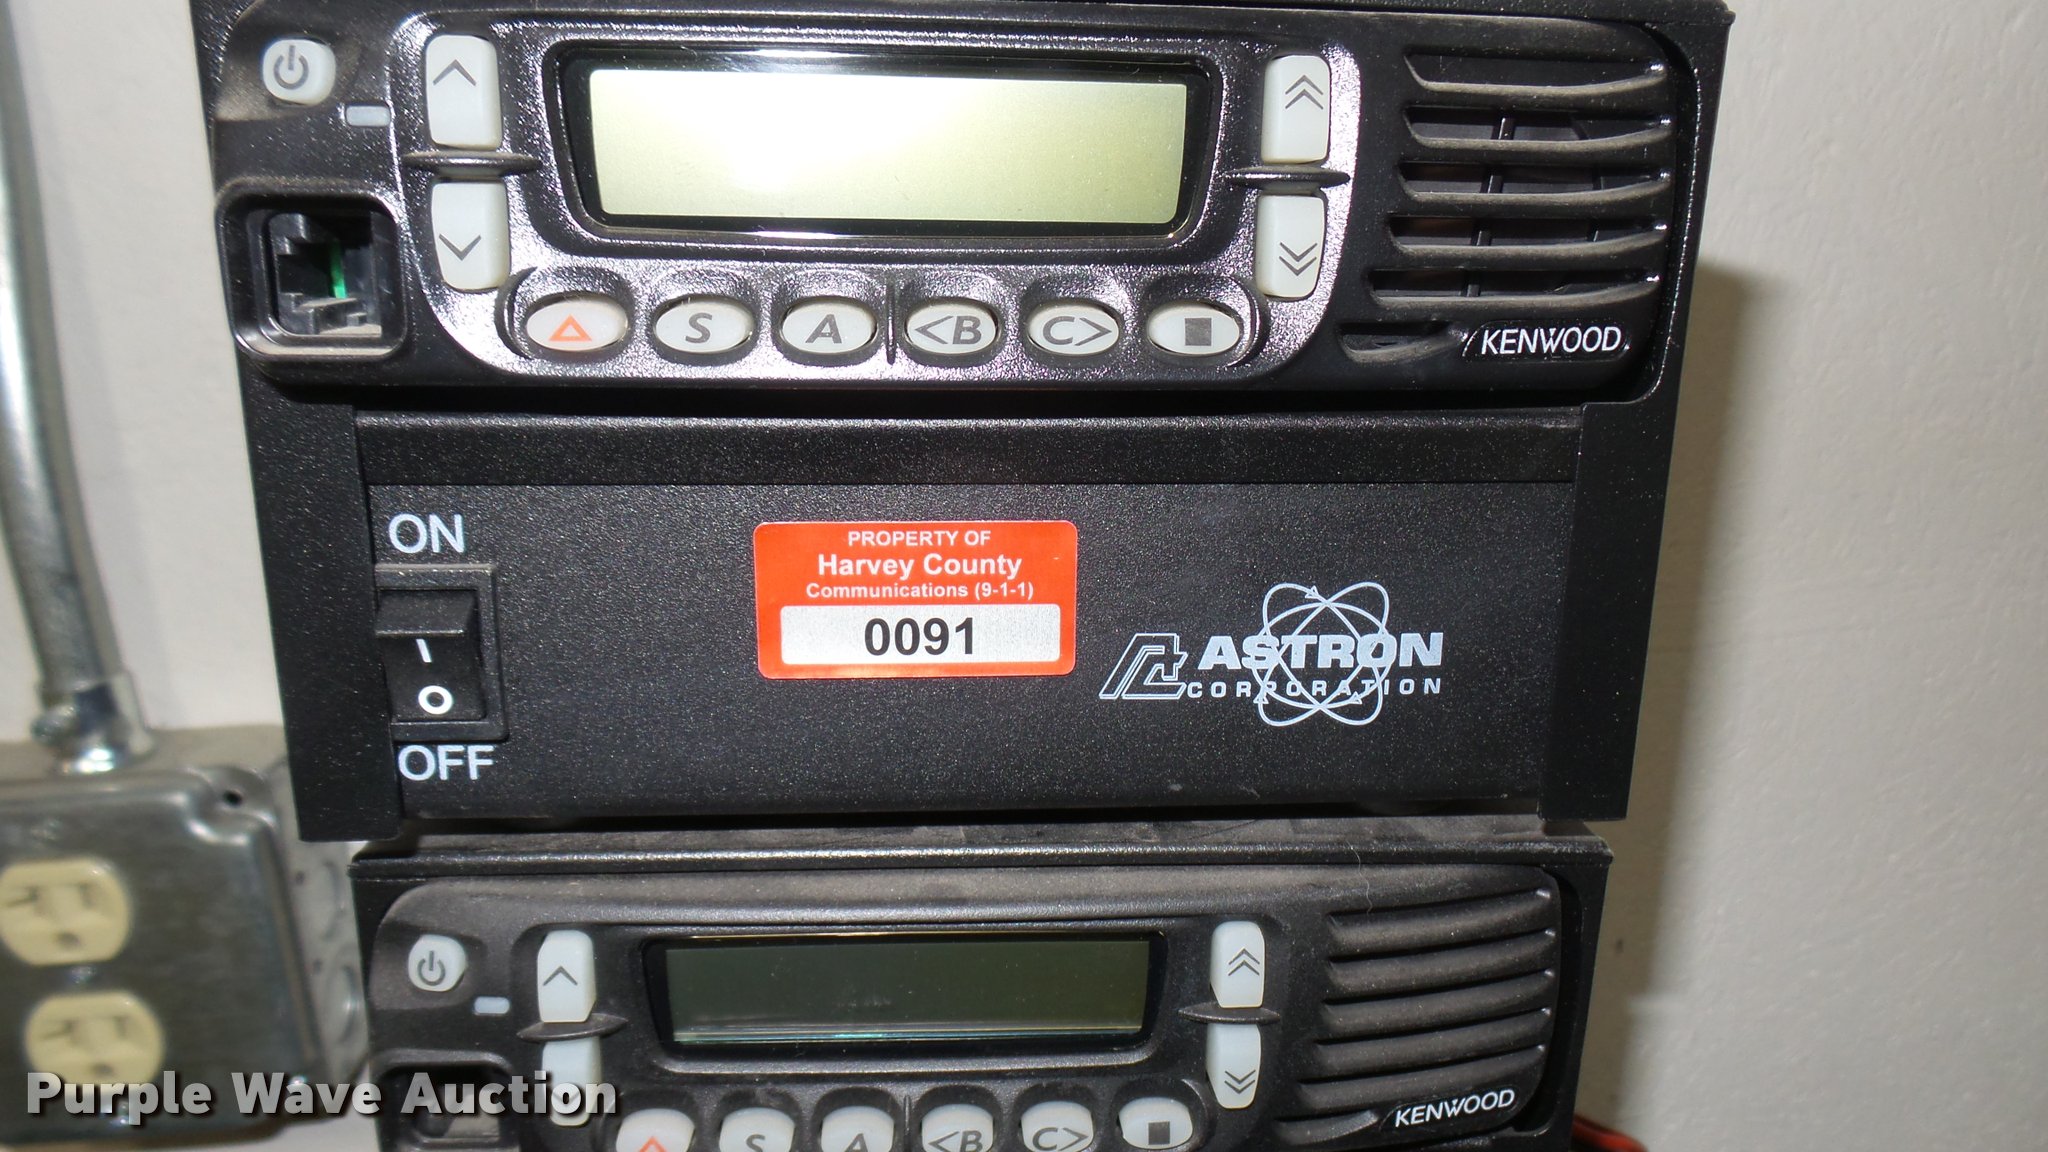 S A <B C>
KENWOOD
ON
PROPERTY OF
Harvey County
Communications (9-1-1)
0091
ASTRON
CORPORATION
I
O
OFF
KENWOOD
S A <B C>
Purple Wave Auction